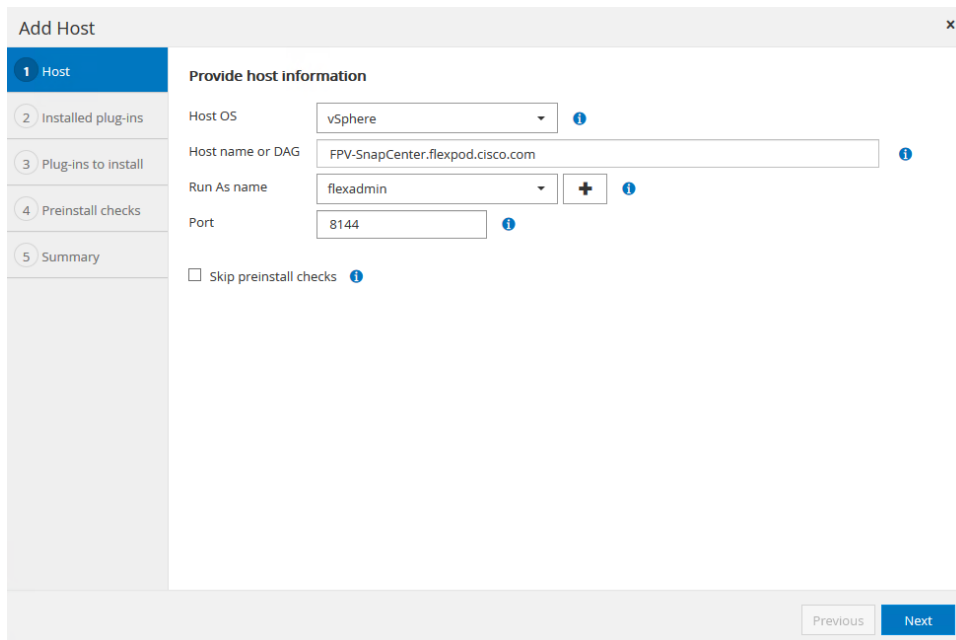 Add Host
x
1 Host
2 Installed plug-ins
3 Plug-ins to install
4 Preinstall checks
5 Summary
Provide host information
Host OS vSphere
Host name or DAG FPV-SnapCenter.flexpod.cisco.com
Run As name flexadmin
Port 8144
Skip preinstall checks
Previous Next